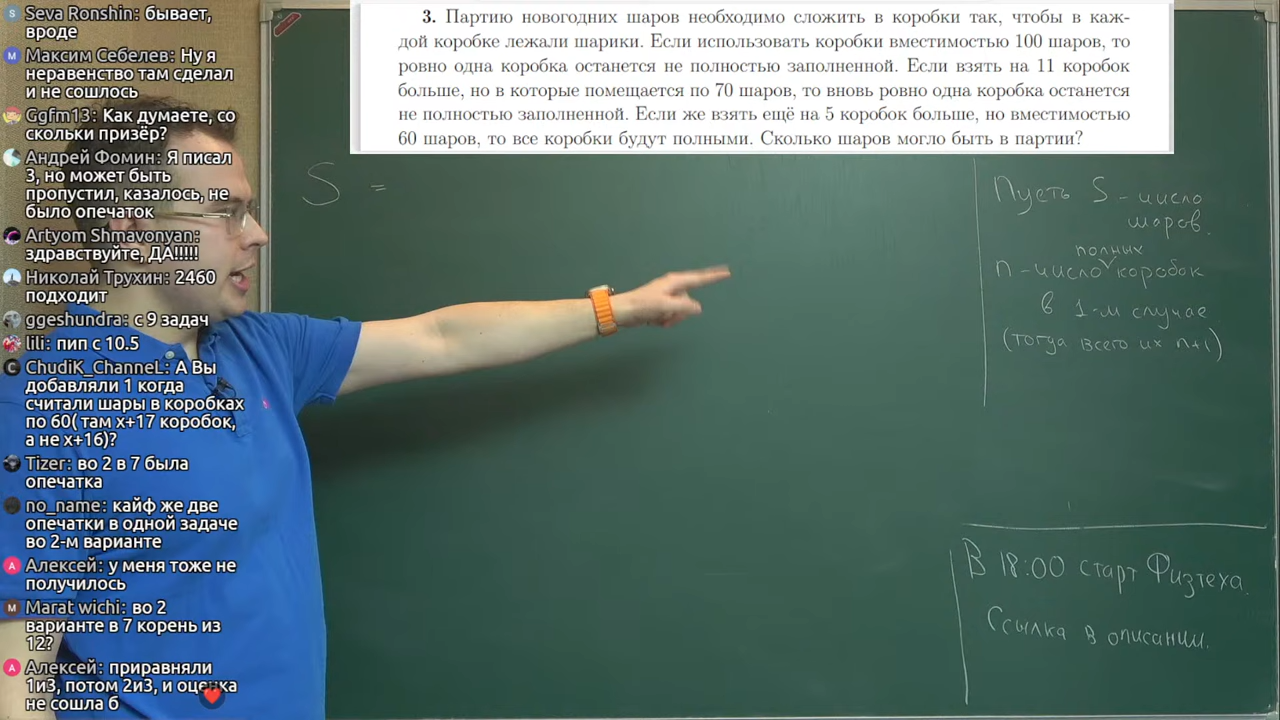 Seva Ronshin: бывает,
вроде
Максим Себелев: Ну я
неравенство там сделал
и не сошлось
Ggfm13: Как думаете, со
скольки призёр?
Андрей Фомин: Я писал
3, но может быть
пропустил, казалось, не
было опечаток
Artyom Shmavonyan:
здравствуйте, ДА!!!!!
Николай Трухин: 2460
подходит
ggeshundra: с 9 задач
lili: пип с 10.5
ChudiK_ChanneL: А Вы
добавляли 1 когда
считали шары в коробках
по 60( там х+17 коробок,
а не х+16)?
Tizer: во 2 в 7 была
опечатка
no_name: кайф же две
опечатки в одной задаче
во 2-м варианте
Алексей: у меня тоже не
получилось
Marat wichi: во 2
варианте в 7 корень из
12?
Алексей: приравняли
1и3, потом 2и3, и оценка
не сошла б
3. Партию новогодних шаров необходимо сложить в коробки так, чтобы в каж-
дой коробке лежали шарики. Если использовать коробки вместимостью 100 шаров, то
ровно одна коробка останется не полностью заполненной. Если взять на 11 коробок
больше, но в которые помещается по 70 шаров, то вновь ровно одна коробка останется
не полностью заполненной. Если же взять ещё на 5 коробок больше, но вместимостью
60 шаров, то все коробки будут полными. Сколько шаров могло быть в партии?
S =
Пусть S - число
шаров.
полных
n - число коробок
в 1-м случае
(тогда всего их n+1)
В 18:00 старт Физтеха.
Ссылка в описании.